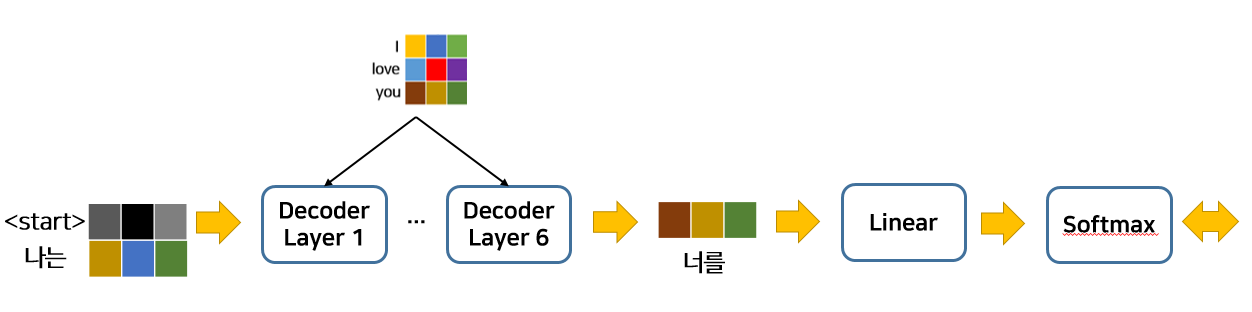 I
love
you
<start>
나는
Decoder
Layer 1
...
Decoder
Layer 6
너를
Linear
Softmax